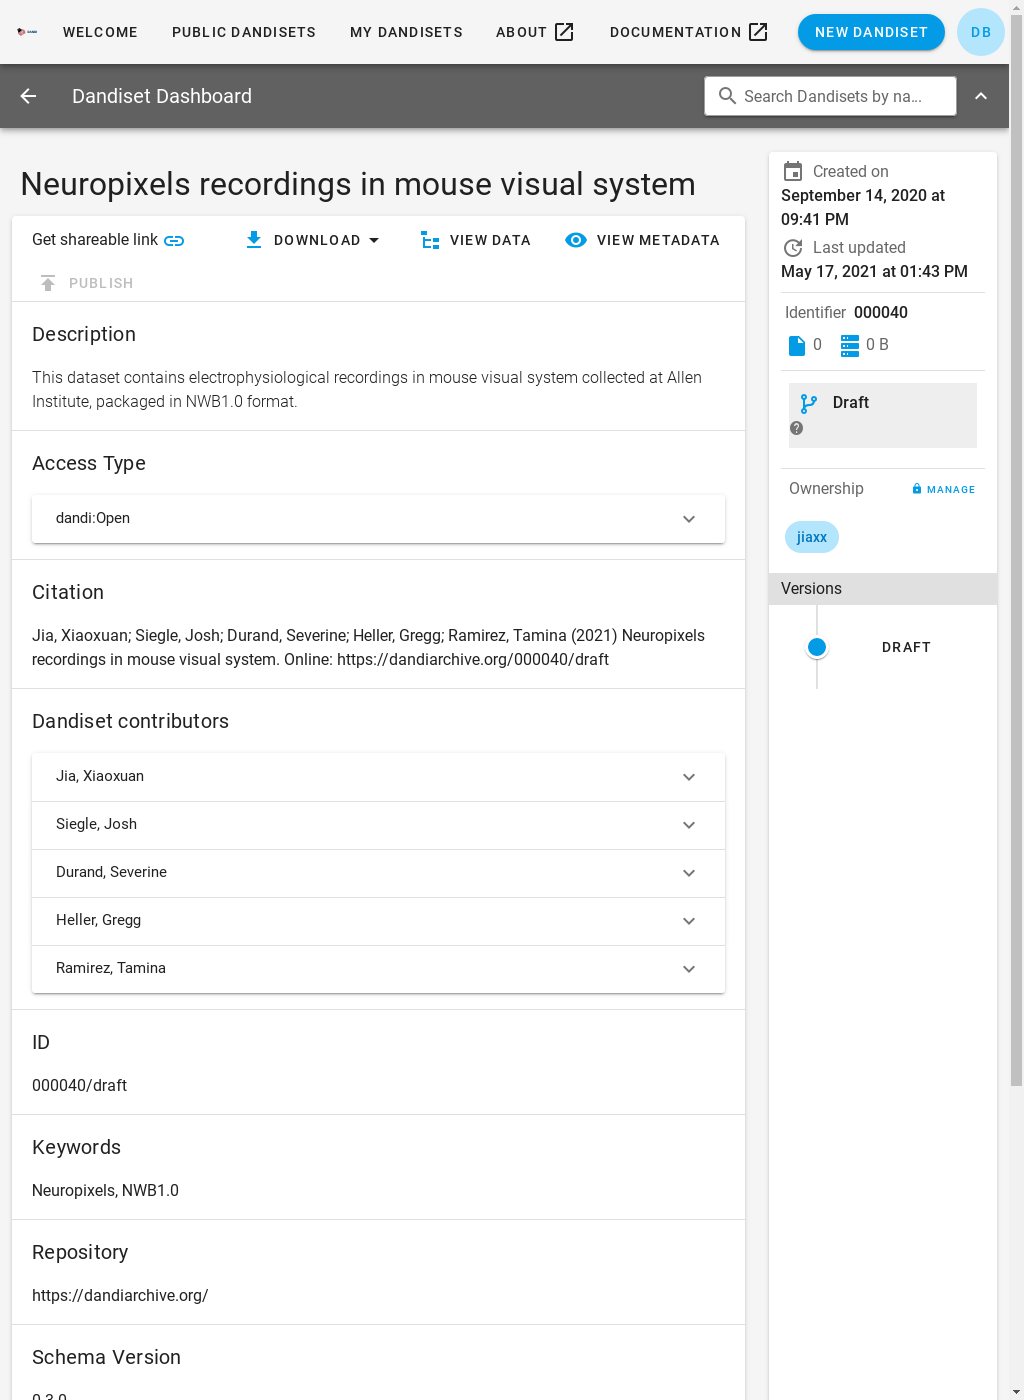 WELCOME PUBLIC DANDISETS MY DANDISETS ABOUT DOCUMENTATION NEW DANDISET DB
Dandiset Dashboard Search Dandisets by na...
Neuropixels recordings in mouse visual system
Get shareable link DOWNLOAD VIEW DATA VIEW METADATA
PUBLISH
Description
This dataset contains electrophysiological recordings in mouse visual system collected at Allen
Institute, packaged in NWB1.0 format.
Access Type
dandi:Open
Citation
Jia, Xiaoxuan; Siegle, Josh; Durand, Severine; Heller, Gregg; Ramirez, Tamina (2021) Neuropixels
recordings in mouse visual system. Online: https://dandiarchive.org/000040/draft
Dandiset contributors
Jia, Xiaoxuan
Siegle, Josh
Durand, Severine
Heller, Gregg
Ramirez, Tamina
ID
000040/draft
Keywords
Neuropixels, NWB1.0
Repository
https://dandiarchive.org/
Schema Version
0.3.0
Created on
September 14, 2020 at
09:41 PM
Last updated
May 17, 2021 at 01:43 PM
Identifier 000040
0 0 B
Draft
Ownership MANAGE
jiaxx
Versions
DRAFT